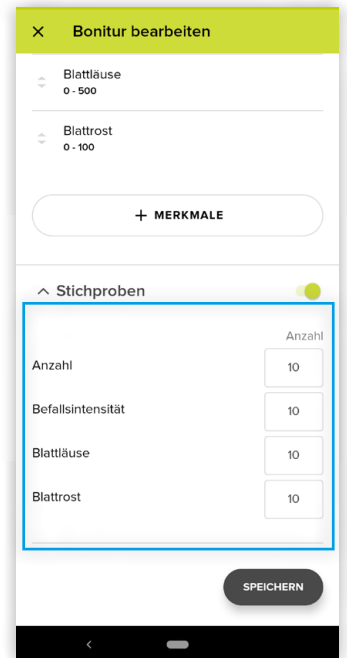 × Bonitur bearbeiten
Blattläuse
0 - 500
Blattrost
0 - 100
+ MERKMALE
Stichproben
Anzahl
Anzahl 10
Befallsintensität 10
Blattläuse 10
Blattrost 10
SPEICHERN